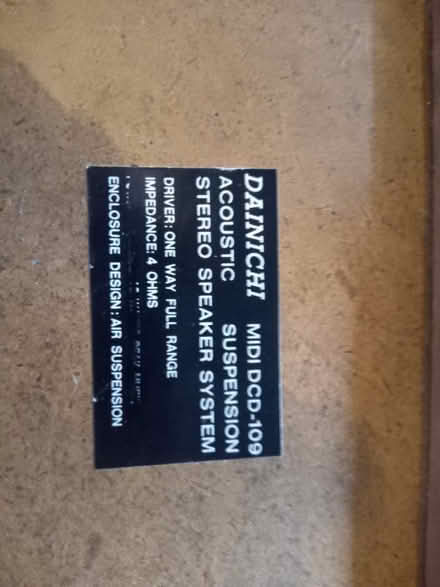 DAINICHI MIDI DCD-109
ACOUSTIC SUSPENSION
STEREO SPEAKER SYSTEM
DRIVER: ONE WAY FULL RANGE
IMPEDANCE: 4 OHMS
ENCLOSURE DESIGN: AIR SUSPENSION